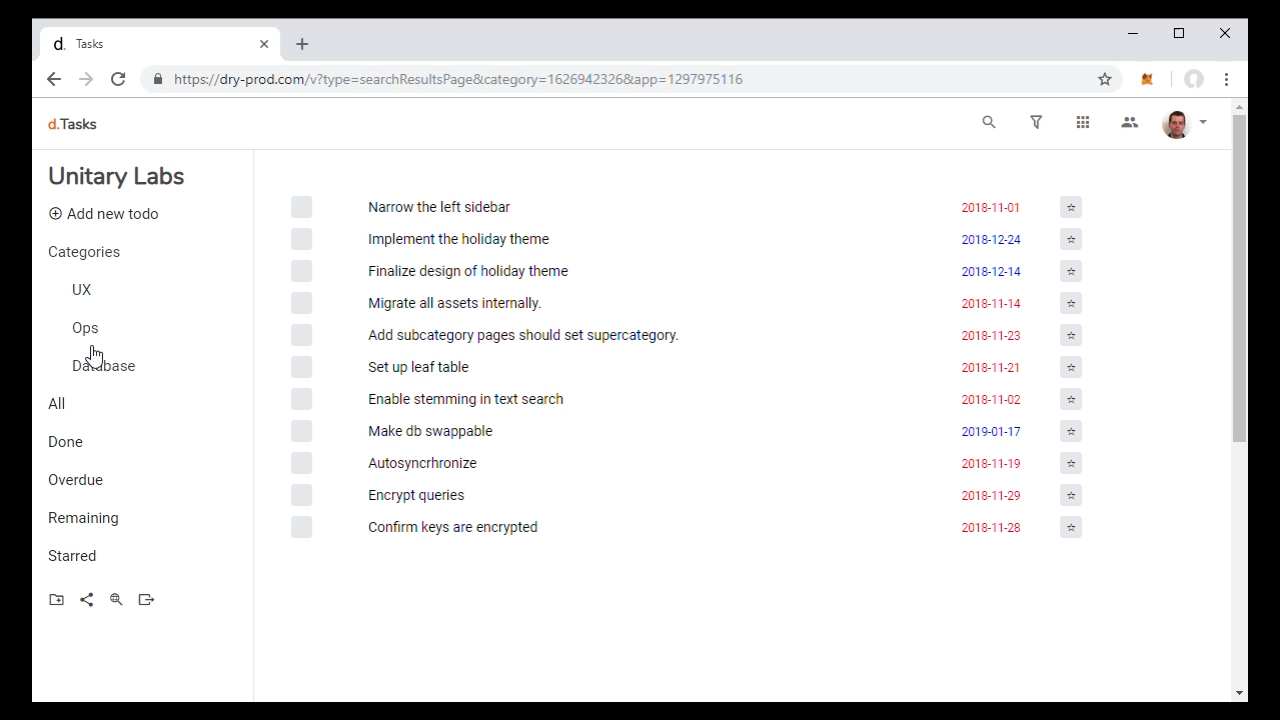 d. Tasks
https://dry-prod.com/v?type=searchResultsPage&category=1626942326&app=1297975116
d.Tasks
Unitary Labs
Add new todo
Categories
UX
Ops
Database
All
Done
Overdue
Remaining
Starred
Narrow the left sidebar 2018-11-01
Implement the holiday theme 2018-12-24
Finalize design of holiday theme 2018-12-14
Migrate all assets internally. 2018-11-14
Add subcategory pages should set supercategory. 2018-11-23
Set up leaf table 2018-11-21
Enable stemming in text search 2018-11-02
Make db swappable 2019-01-17
Autosyncrhronize 2018-11-19
Encrypt queries 2018-11-29
Confirm keys are encrypted 2018-11-28